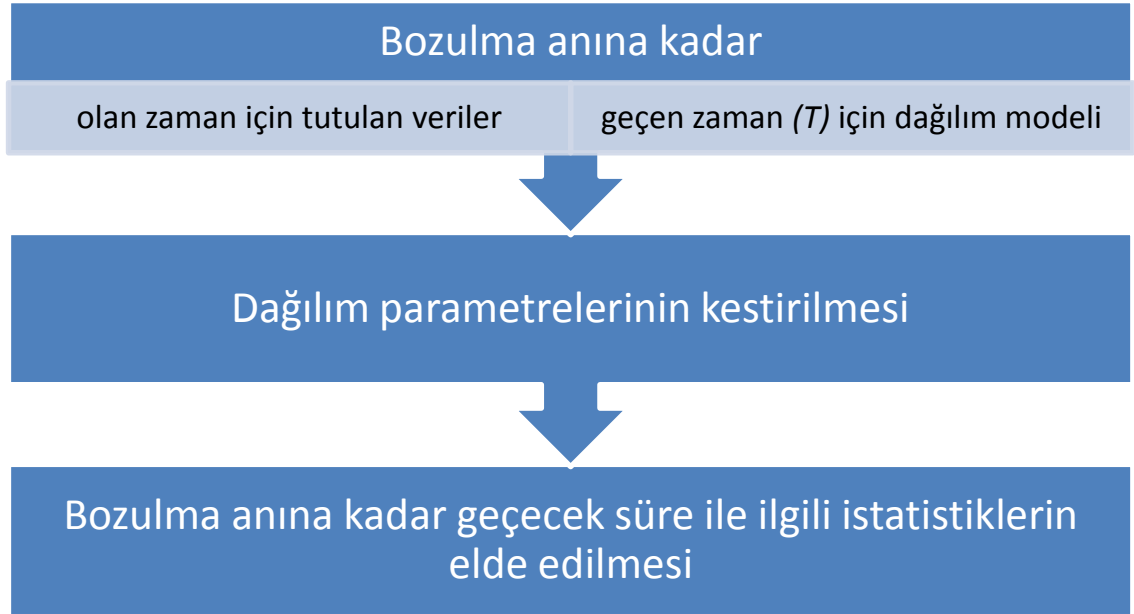 Bozulma anına kadar
olan zaman için tutulan veriler
geçen zaman (T) için dağılım modeli
Dağılım parametrelerinin kestirilmesi
Bozulma anına kadar geçecek süre ile ilgili istatistiklerin
elde edilmesi